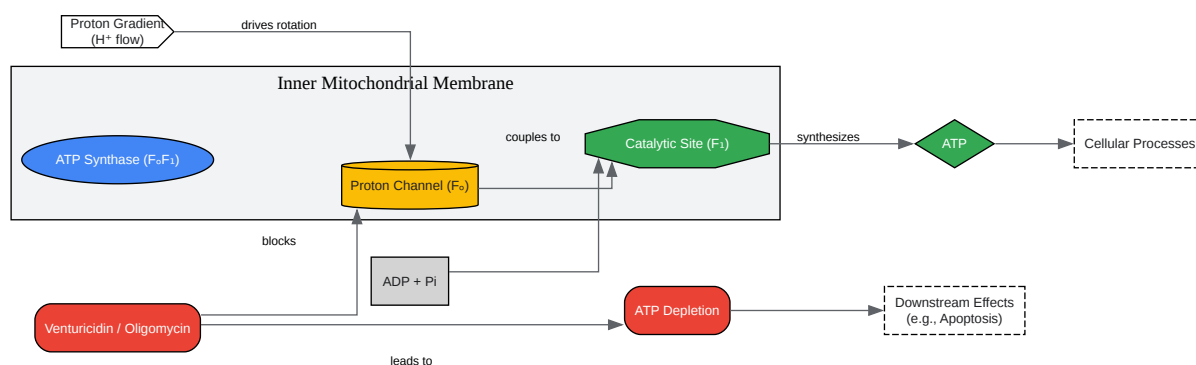 Proton Gradient
(H⁺ flow)
drives rotation
Inner Mitochondrial Membrane
couples to
Catalytic Site (F₁)
synthesizes
ATP
Cellular Processes
ATP Synthase (FₒF₁)
Proton Channel (Fₒ)
blocks
ADP + Pi
Venturicidin / Oligomycin
ATP Depletion
Downstream Effects
(e.g., Apoptosis)
leads to